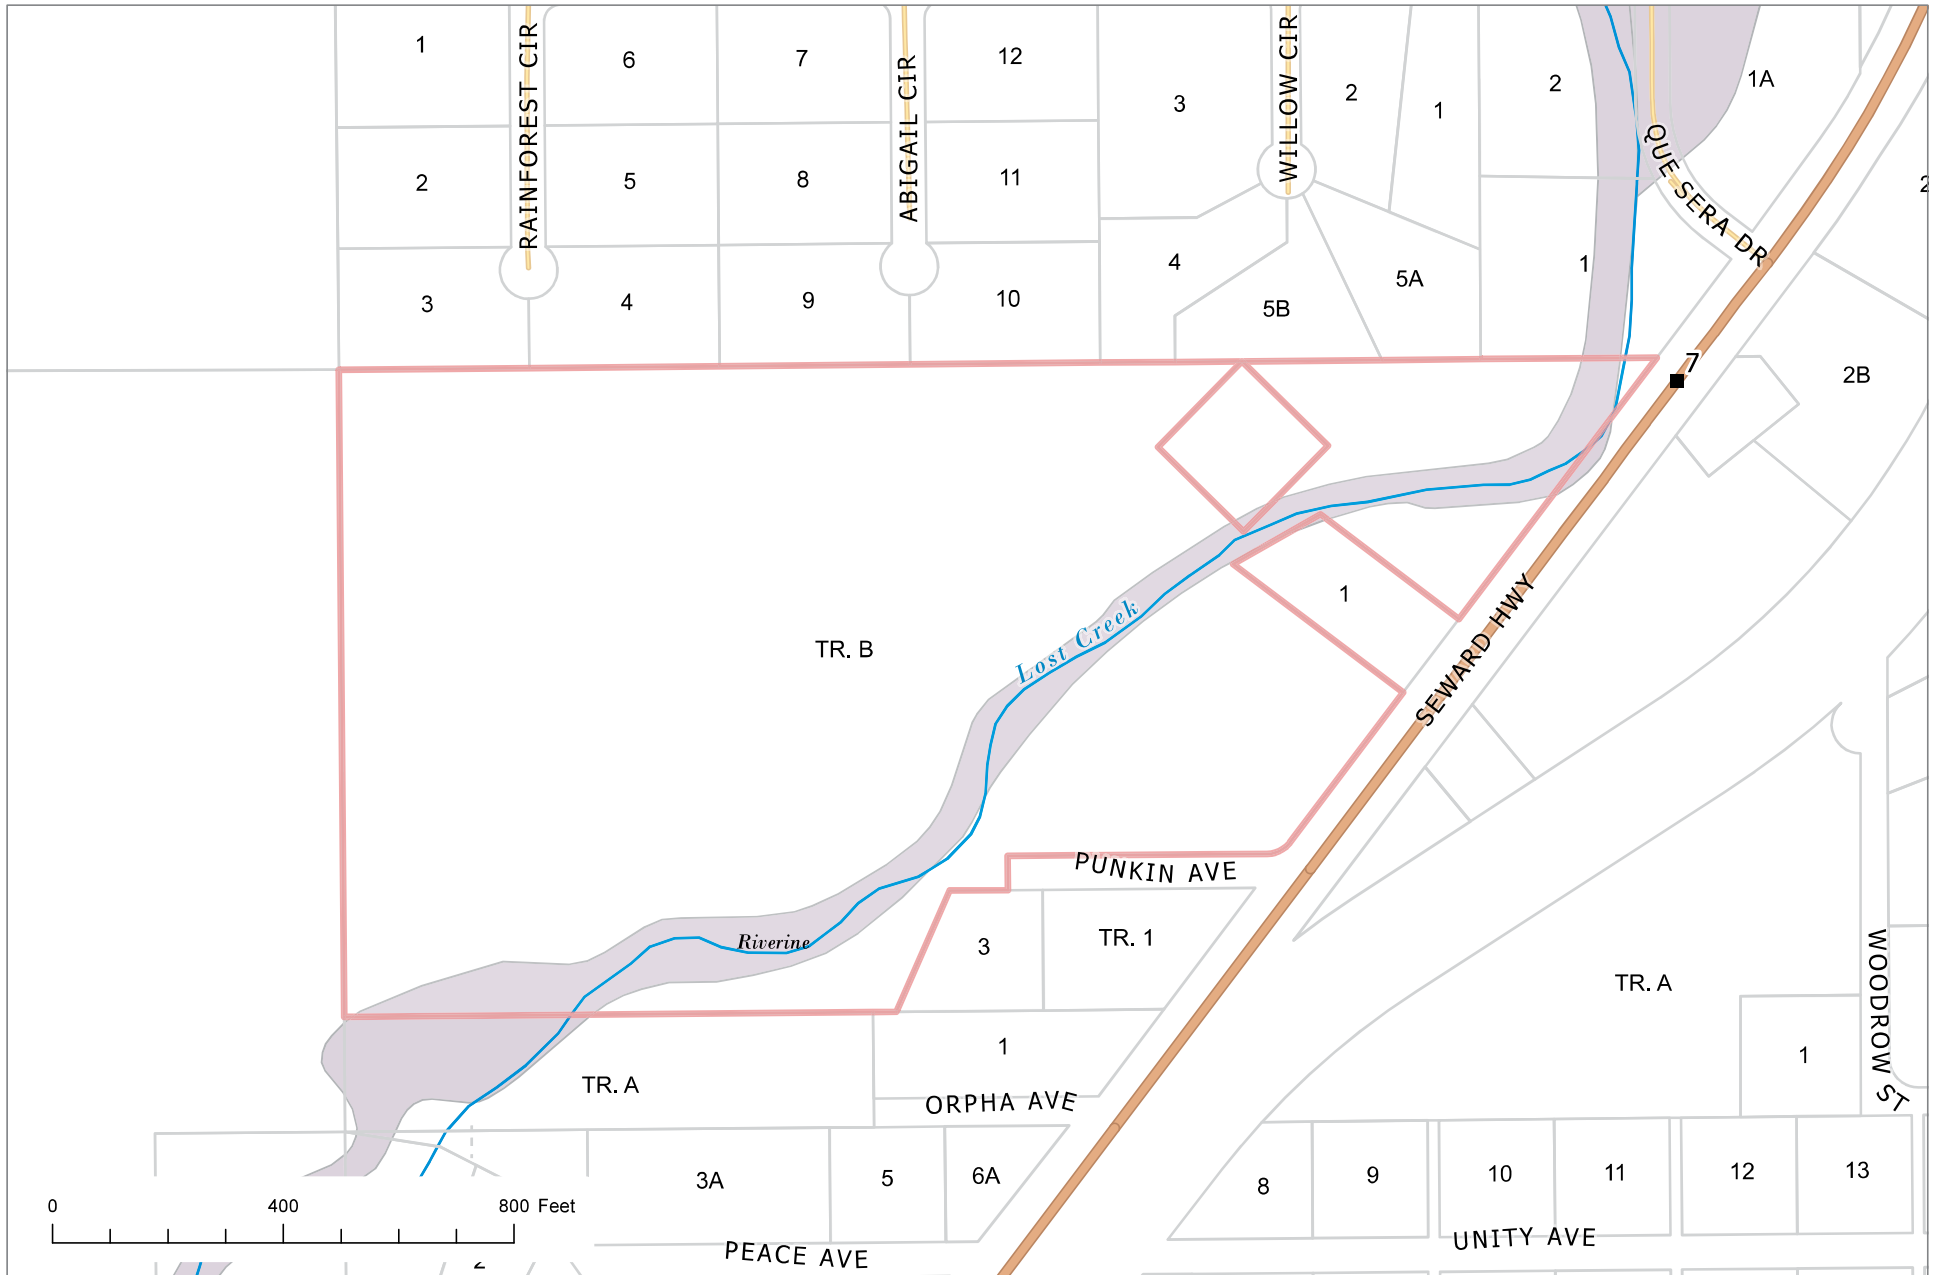 1
RAINFOREST CIR
6
7
ABIGAIL CIR
12
3
WILLOW CIR
2
1
2
1A
QUE SERA DR
2
5
8
11
2
3
4
9
10
4
5B
5A
1
7
2B
1
TR. B
Lost Creek
SEWARD HWY
PUNKIN AVE
Riverine
3
TR. 1
TR. A
WOODROW ST
1
TR. A
1
ORPHA AVE
3A
5
6A
8
9
10
11
12
13
0 400 800 Feet
PEACE AVE
UNITY AVE
2